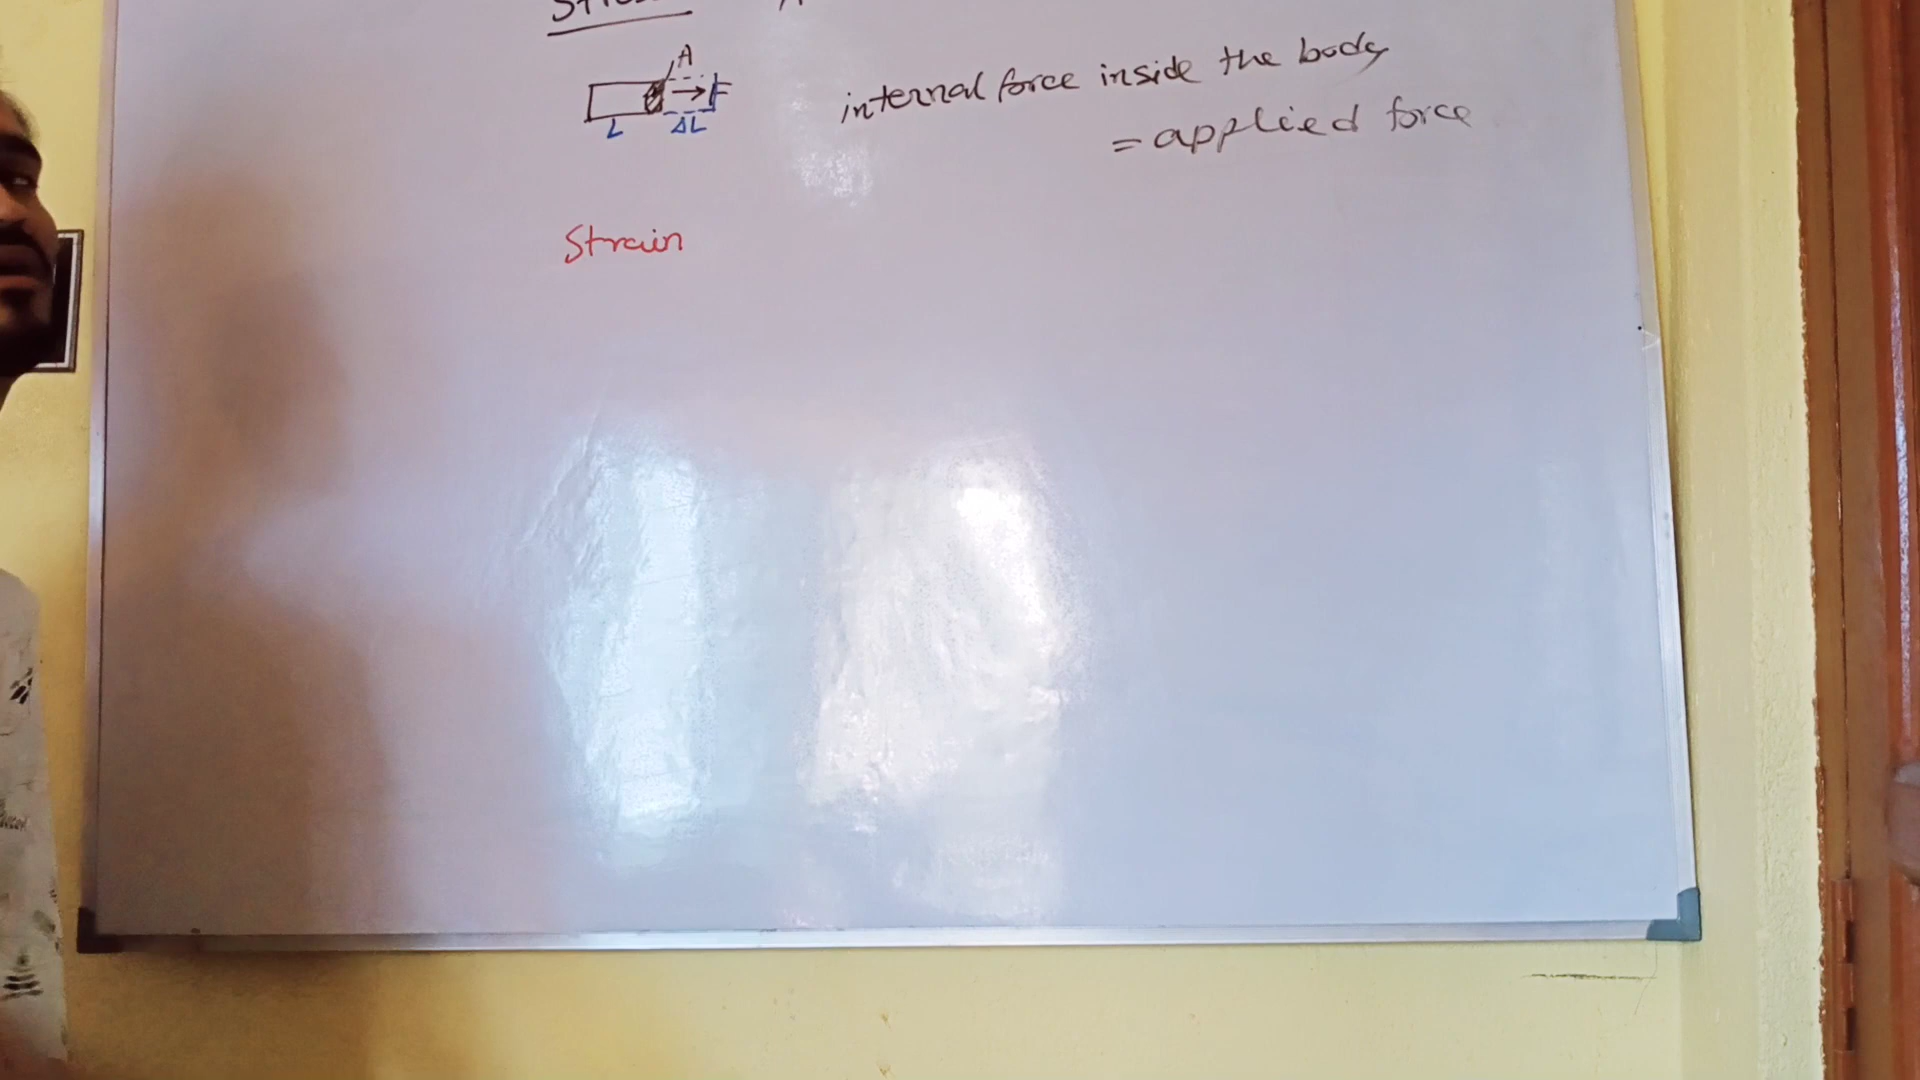 A
F
L ΔL
internal force inside the body
= applied force
Strain